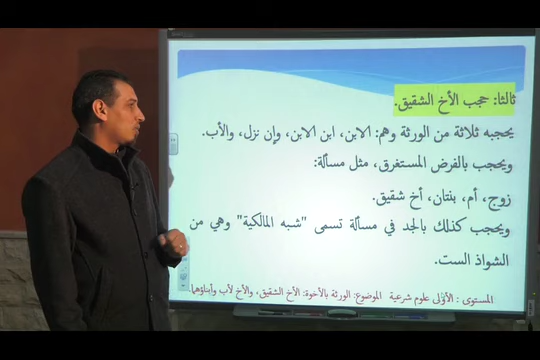 ثالثا: حجب الأخ الشقيق.
يحجبه ثلاثة من الورثة وهم: الابن، ابن الابن، وإن نزل، والأب.
ويحجب بالفرض المستغرق، مثل مسألة:
زوج، أم، بنتان، أخ شقيق.
ويحجب كذلك بالجد في مسألة تسمى "شبه المالكية" وهي من
الشواذ الست.
المستوى : الأول علوم شرعية الموضوع: الورثة بالأخوة: الأخ الشقيق، والأخ لأب وأبناؤهما.